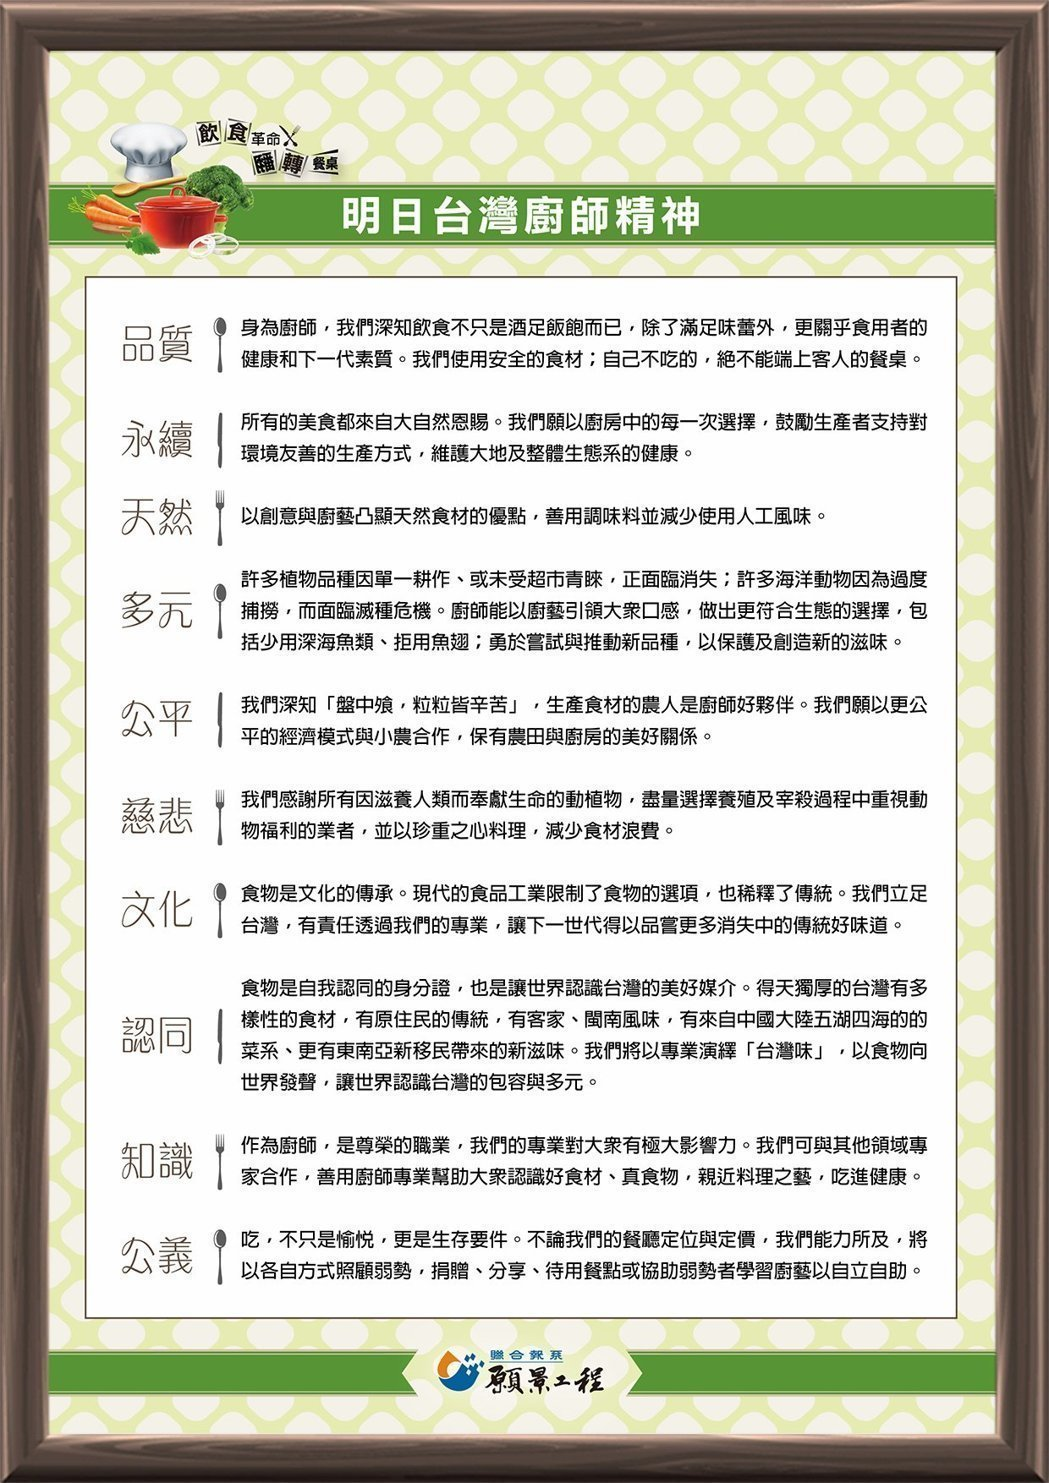 飲食革命
翻轉餐桌
明日台灣廚師精神
品質
身為廚師，我們深知飲食不只是酒足飯飽而已，除了滿足味蕾外，更關乎食用者的
健康和下一代素質。我們使用安全的食材；自己不吃的，絕不能端上客人的餐桌。
永續
所有的美食都來自大自然恩賜。我們願以廚房中的每一次選擇，鼓勵生產者支持對
環境友善的生產方式，維護大地及整體生態系的健康。
天然
以創意與廚藝凸顯天然食材的優點，善用調味料並減少使用人工風味。
多元
許多植物品種因單一耕作、或未受超市青睞，正面臨消失；許多海洋動物因為過度
捕撈，而面臨滅種危機。廚師能以廚藝引領大眾口感，做出更符合生態的選擇，包
括少用深海魚類、拒用魚翅；勇於嘗試與推動新品種，以保護及創造新的滋味。
公平
我們深知「盤中飧，粒粒皆辛苦」，生產食材的農人是廚師好夥伴。我們願以更公
平的經濟模式與小農合作，保有農田與廚房的美好關係。
慈悲
我們感謝所有因滋養人類而奉獻生命的動植物，盡量選擇養殖及宰殺過程中重視動
物福利的業者，並以珍重之心料理，減少食材浪費。
文化
食物是文化的傳承。現代的食品工業限制了食物的選項，也稀釋了傳統。我們立足
台灣，有責任透過我們的專業，讓下一世代得以品嘗更多消失中的傳統好味道。
認同
食物是自我認同的身分證，也是讓世界認識台灣的美好媒介。得天獨厚的台灣有多
樣性的食材，有原住民的傳統，有客家、閩南風味，有來自中國大陸五湖四海的的
菜系、更有東南亞新移民帶來的新滋味。我們將以專業演繹「台灣味」，以食物向
世界發聲，讓世界認識台灣的包容與多元。
知識
作為廚師，是尊榮的職業，我們的專業對大眾有極大影響力。我們可與其他領域專
家合作，善用廚師專業幫助大眾認識好食材、真食物，親近料理之藝，吃進健康。
公義
吃，不只是愉悅，更是生存要件。不論我們的餐廳定位與定價，我們能力所及，將
以各自方式照顧弱勢，捐贈、分享、待用餐點或協助弱勢者學習廚藝以自立自助。
聯合報系
願景工程